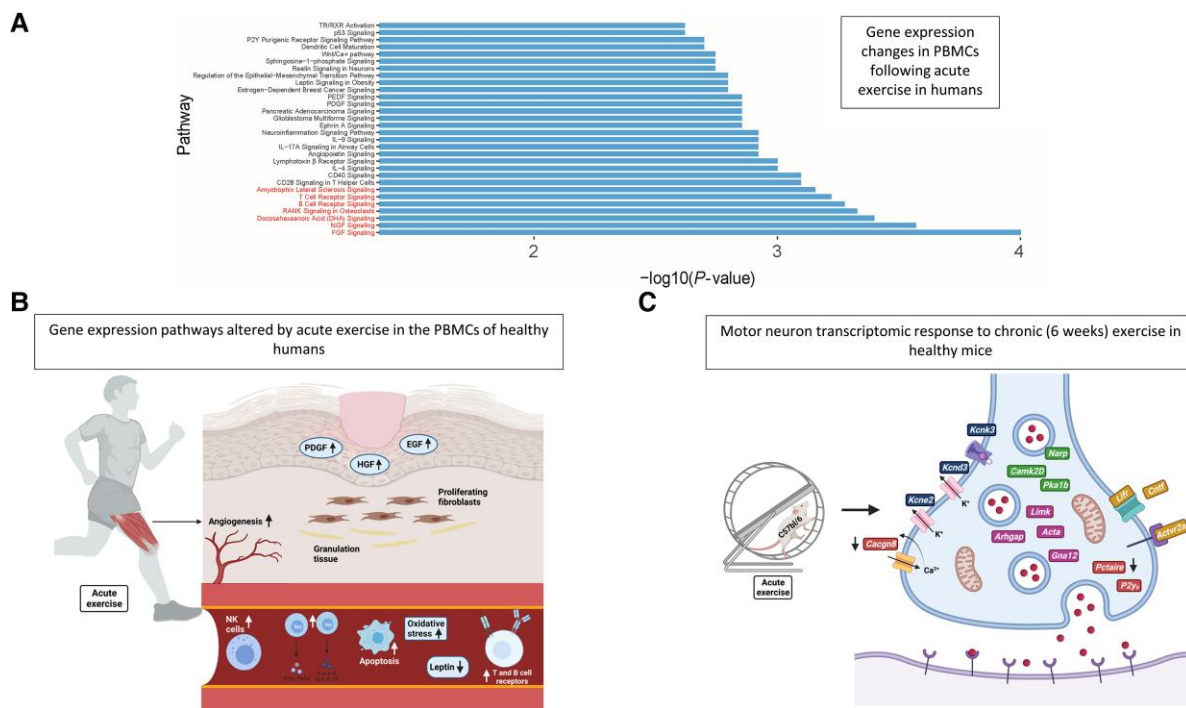 A
Gene expression
changes in PBMCs
following acute
exercise in humans
Pathway
TR/RXR Activation
p53 Signaling
P2Y Purigenic Receptor Signaling Pathway
Dendritic Cell Maturation
Wnt/Ca+ pathway
Sphingosine-1-phosphate Signaling
Reelin Signaling in Neurons
Regulation of the Epithelial-Mesenchymal Transition Pathway
Leptin Signaling in Obesity
Estrogen-Dependent Breast Cancer Signaling
PEDF Signaling
PDGF Signaling
Pancreatic Adenocarcinoma Signaling
Glioblastoma Multiforme Signaling
Ephrin A Signaling
Neuroinflammation Signaling Pathway
IL-9 Signaling
IL-17A Signaling in Airway Cells
Angiopoietin Signaling
Lymphotoxin β Receptor Signaling
IL-4 Signaling
CD40 Signaling
CD28 Signaling in T Helper Cells
Amyotrophic Lateral Sclerosis Signaling
T Cell Receptor Signaling
B Cell Receptor Signaling
RANK Signaling in Osteoclasts
Docosahexaenoic Acid (DHA) Signaling
NGF Signaling
FGF Signaling
2 3 4
−log10(P-value)
B
Gene expression pathways altered by acute exercise in the PBMCs of healthy
humans
PDGF
EGF
HGF
Proliferating
fibroblasts
Angiogenesis
Granulation
tissue
Acute
exercise
NK
cells
Th1
Oxidative
stress
Apoptosis
Leptin
T and B cell
receptors
C
Motor neuron transcriptomic response to chronic (6 weeks) exercise in
healthy mice
Kcnk3
Narp
Kcnd3
Camk2D
Pka1b
Kcne2
K+
Lifr
Cntf
C57bl/6
Limk
K+
Arhgap
Acta
Actvr2a
Cacgn8
Gna12
Ca2+
Pctaire
P2y
Acute
exercise